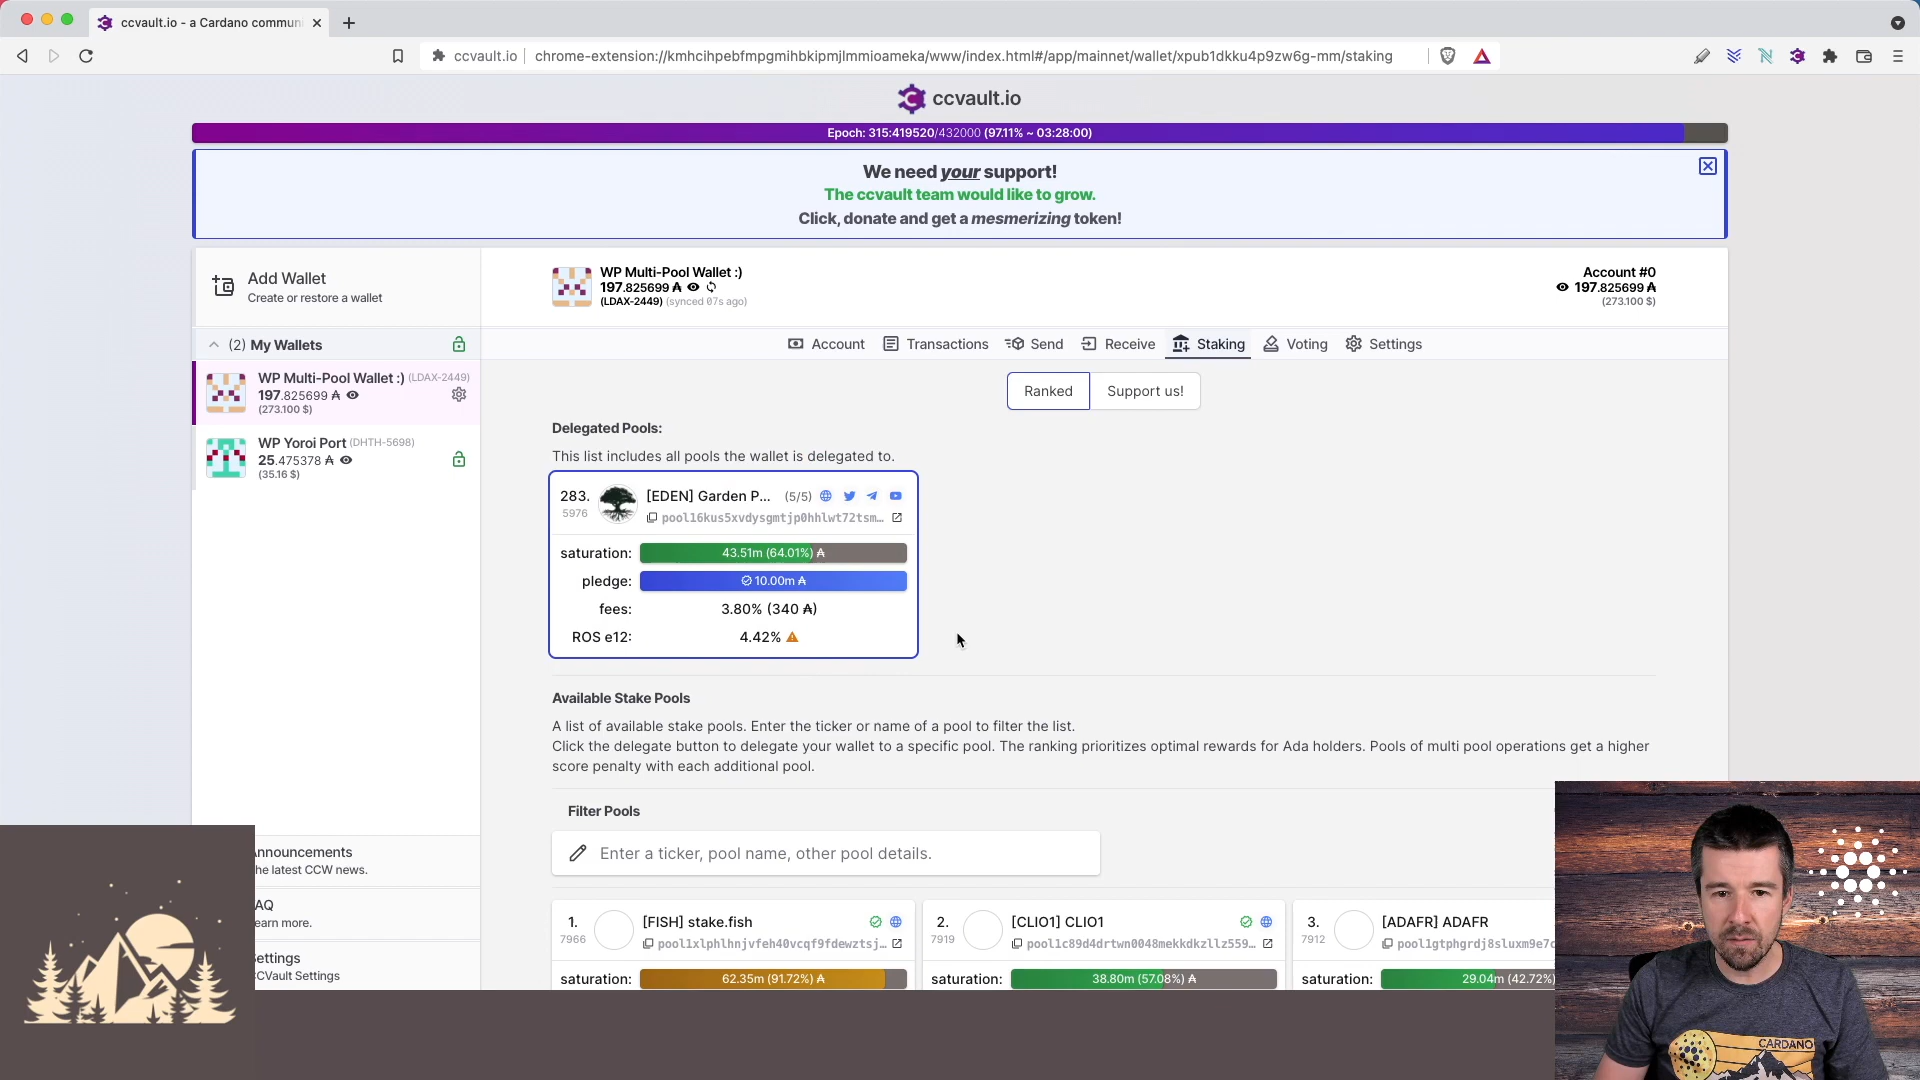 ccvault.io - a Cardano commun
ccvault.io
chrome-extension://kmhcihpebfmpgmihbkipmjlmmioameka/www/index.html#/app/mainnet/wallet/xpub1dkku4p9zw6g-mm/staking
ccvault.io
Epoch: 315:419520/432000 (97.11% ~ 03:28:00)
We need your support!
The ccvault team would like to grow.
Click, donate and get a mesmerizing token!
Add Wallet
Create or restore a wallet
WP Multi-Pool Wallet :)
197.825699 ₳
(LDAX-2449) (synced 07s ago)
Account #0
197.825699 ₳
(273.100 $)
(2) My Wallets
Account
Transactions
Send
Receive
Staking
Voting
Settings
WP Multi-Pool Wallet :) (LDAX-2449)
197.825699 ₳
(273.100 $)
WP Yoroi Port (DHTH-5698)
25.475378 ₳
(35.16 $)
Ranked
Support us!
Delegated Pools:
This list includes all pools the wallet is delegated to.
283.
5976
[EDEN] Garden P... (5/5)
pool16kus5xvdysgmtjp0hhlwt72tsm...
saturation: 43.51m (64.01%) ₳
pledge: 10.00m ₳
fees: 3.80% (340 ₳)
ROS e12: 4.42%
Available Stake Pools
A list of available stake pools. Enter the ticker or name of a pool to filter the list.
Click the delegate button to delegate your wallet to a specific pool. The ranking prioritizes optimal rewards for Ada holders. Pools of multi pool operations get a higher
score penalty with each additional pool.
Filter Pools
Enter a ticker, pool name, other pool details.
nnouncements
he latest CCW news.
AQ
earn more.
ettings
CCVault Settings
1.
7966
[FISH] stake.fish
pool1xlphlhnjvfeh40vcqf9fdewztsj...
saturation: 62.35m (91.72%) ₳
2.
7919
[CLIO1] CLIO1
pool1c89d4drtwn0048mekkdkzllz559...
saturation: 38.80m (57.08%) ₳
3.
7912
[ADAFR] ADAFR
pool1gtphgrdj8sluxm9e7c
saturation: 29.04m (42.72%)
CARDANO